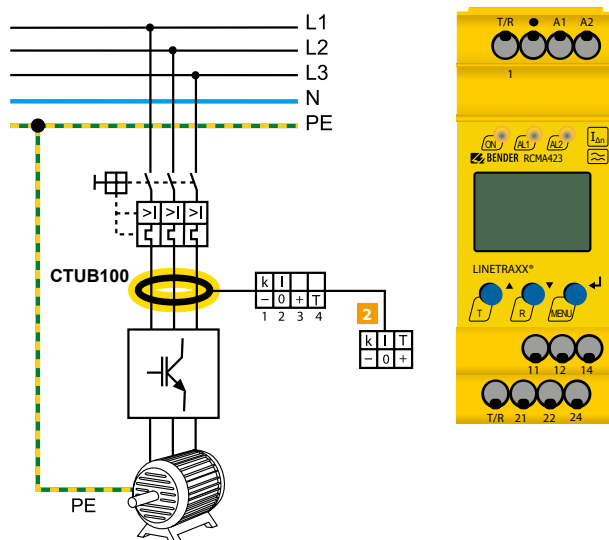 L1
L2
L3
N
PE
>I >I >I
CTUB100
k I
− 0 + T
1 2 3 4
2
k I T
− 0 +
PE
T/R A1 A2
1
ON AL1 AL2
IΔn
BENDER RCMA423
LINETRAXX®
T R MENU
11 12 14
T/R 21 22 24